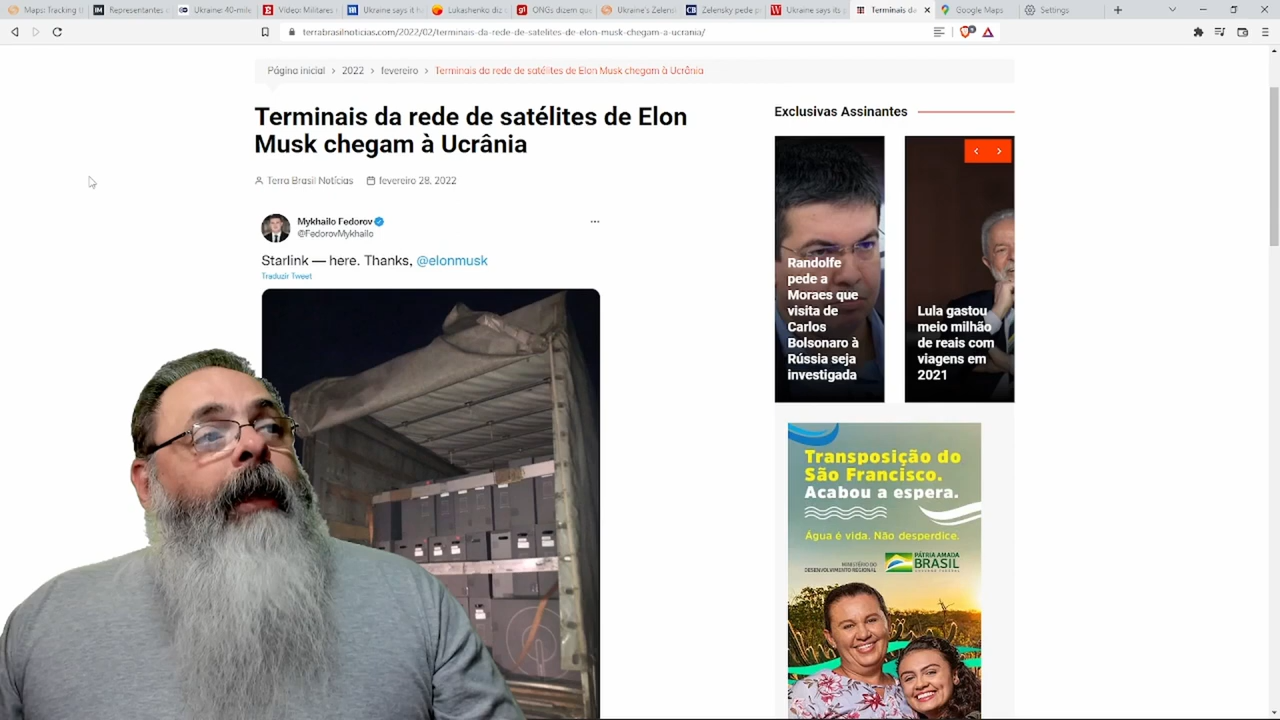 Maps: Tracking t
Representantes
Ukraine: 40-mile
Vídeo: Militares
Ukraine says it h
Lukashenko diz
ONGs dizem que
Ukraine's Zelens
Zelensky pede p
Ukraine says its
Terminais da
Google Maps
Settings
terrabrasilnoticias.com/2022/02/terminais-da-rede-de-satelites-de-elon-musk-chegam-a-ucrania/
Página inicial > 2022 > fevereiro > Terminais da rede de satélites de Elon Musk chegam à Ucrânia
Terminais da rede de satélites de Elon
Musk chegam à Ucrânia
Terra Brasil Notícias fevereiro 28, 2022
Mykhailo Fedorov
@FedorovMykhailo
Starlink — here. Thanks, @elonmusk
Traduzir Tweet
Exclusivas Assinantes
Randolfe
pede a
Moraes que
visita de
Carlos
Bolsonaro à
Rússia seja
investigada
Lula gastou
meio milhão
de reais com
viagens em
2021
Transposição do
São Francisco.
Acabou a espera.
Água é vida. Não desperdice.
MINISTÉRIO DO
DESENVOLVIMENTO REGIONAL
PÁTRIA AMADA
BRASIL